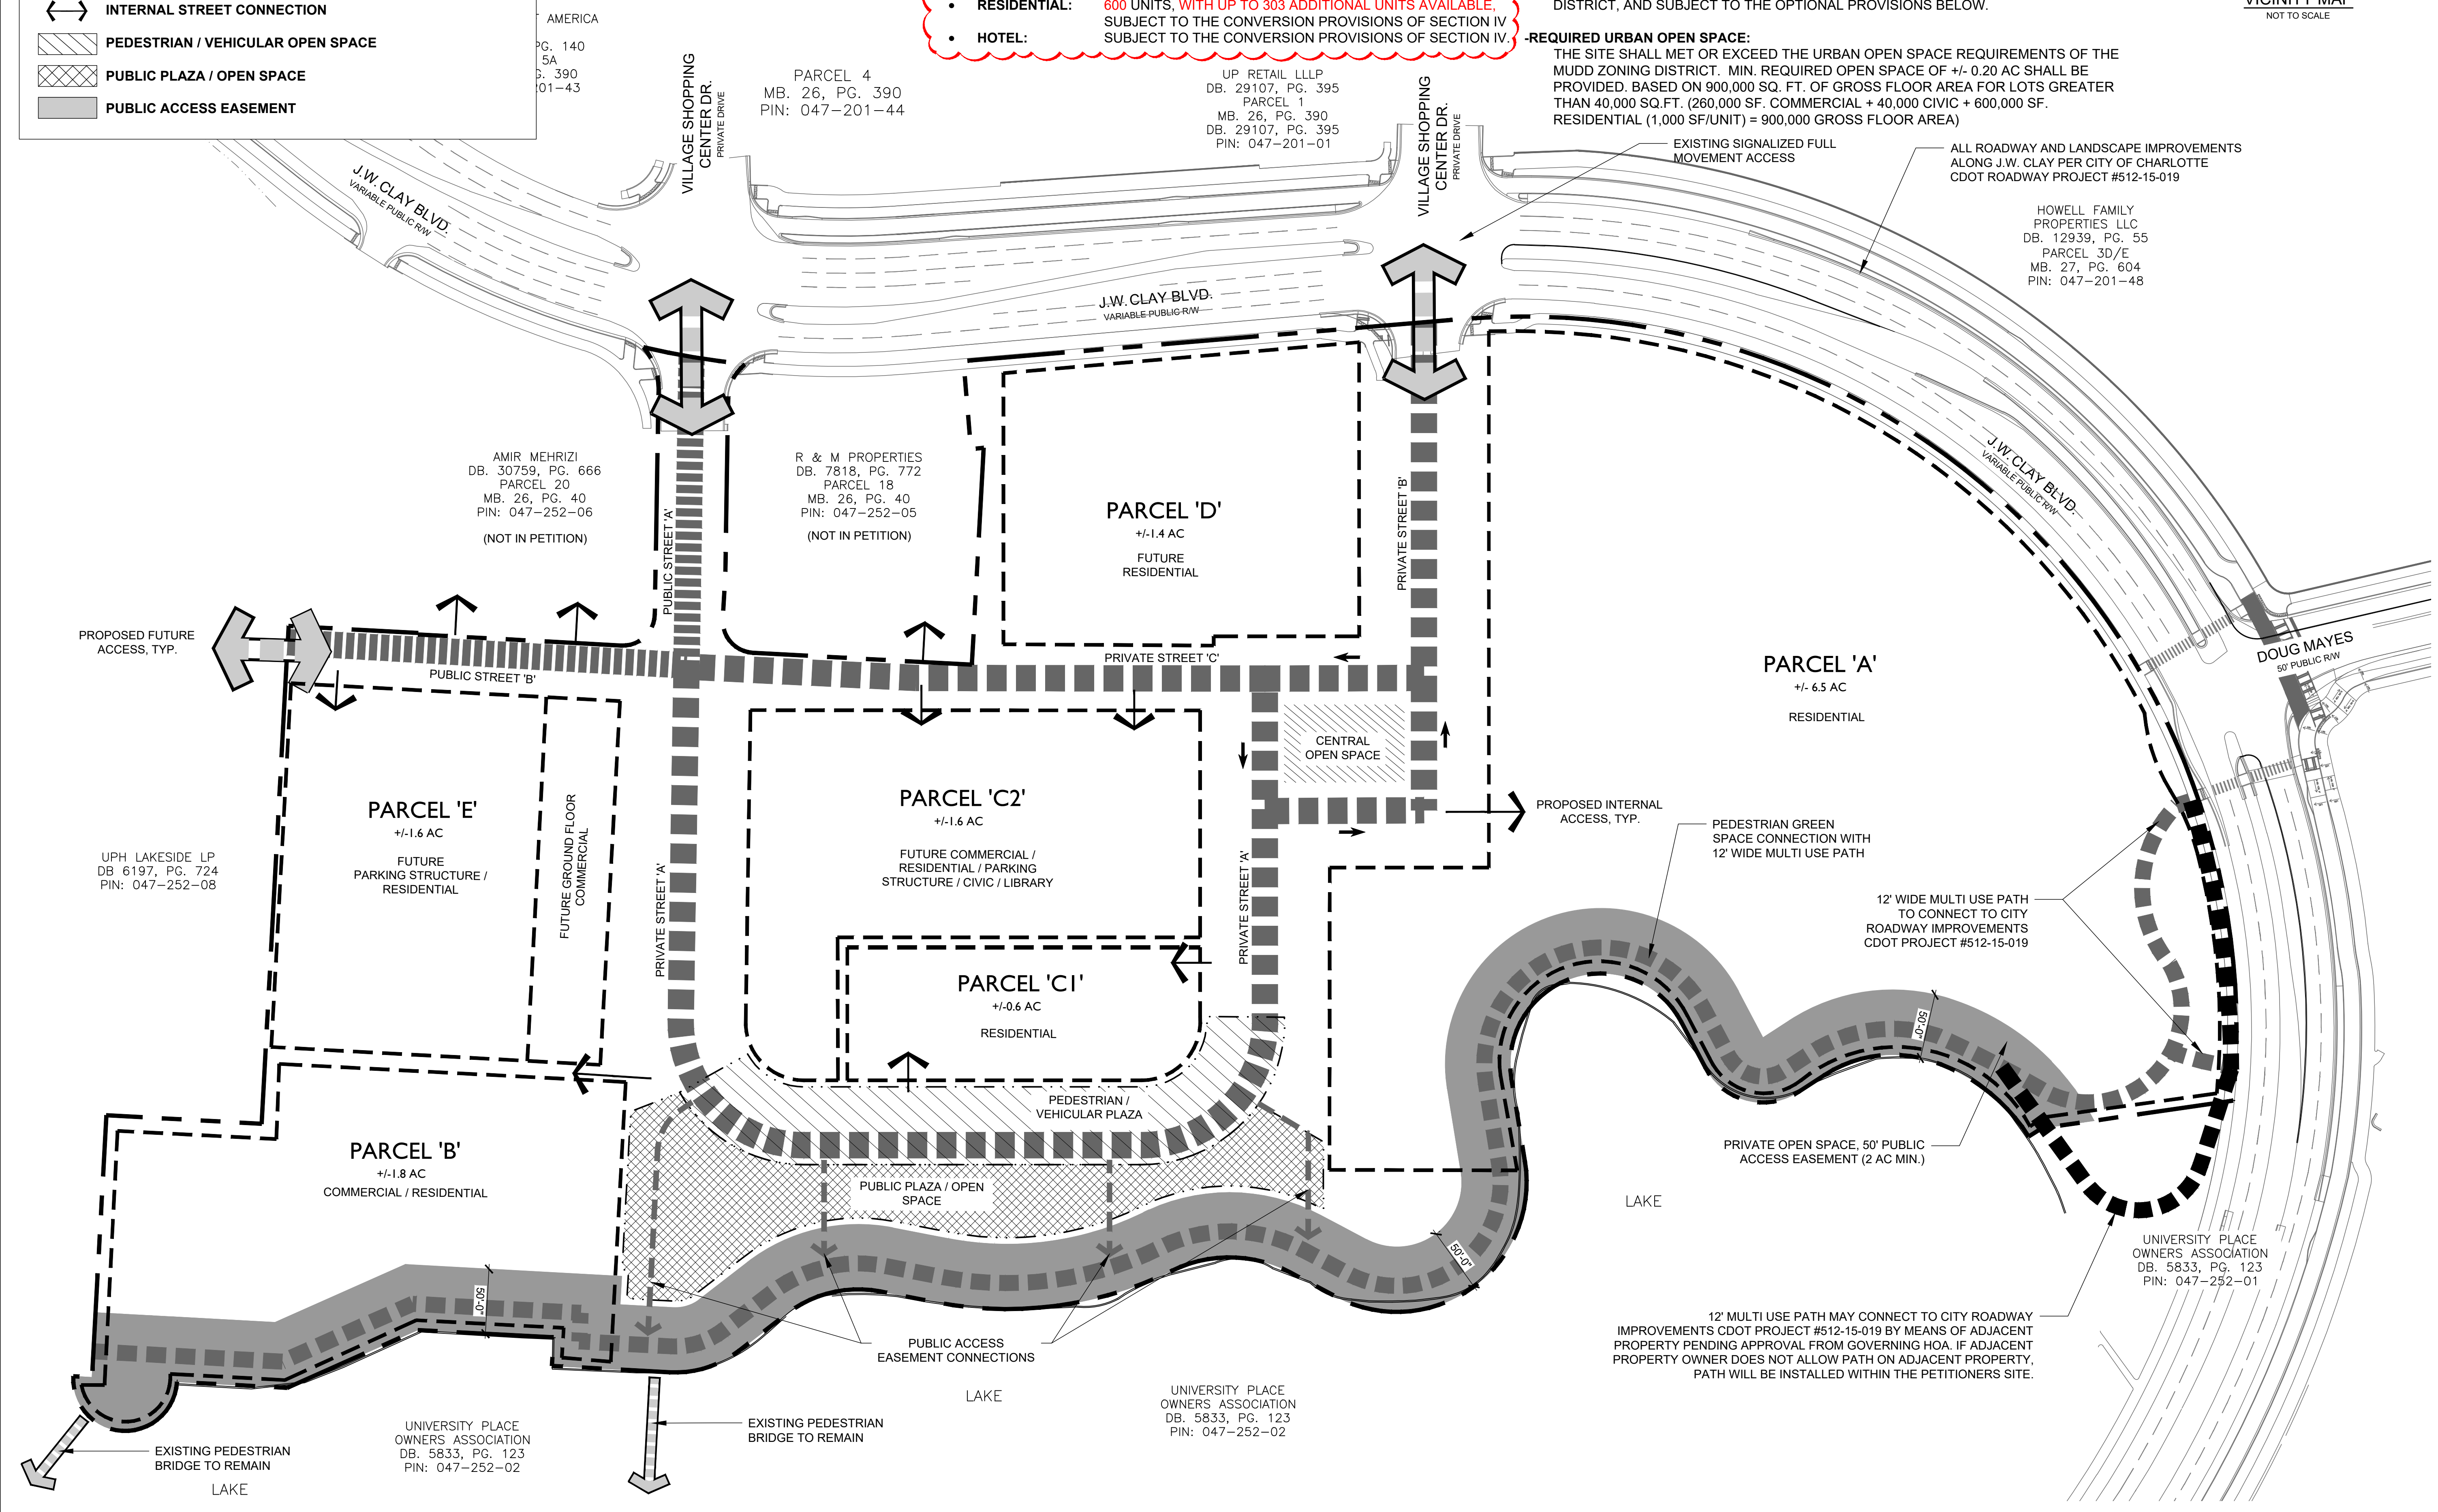 INTERNAL STREET CONNECTION
PEDESTRIAN / VEHICULAR OPEN SPACE
PUBLIC PLAZA / OPEN SPACE
PUBLIC ACCESS EASEMENT
AMERICA
PG. 140
5A
G. 390
01-43
PARCEL 4
MB. 26, PG. 390
PIN: 047-201-44
VILLAGE SHOPPING
CENTER DR.
PRIVATE DRIVE
• RESIDENTIAL: 600 UNITS, WITH UP TO 303 ADDITIONAL UNITS AVAILABLE,
SUBJECT TO THE CONVERSION PROVISIONS OF SECTION IV
• HOTEL: SUBJECT TO THE CONVERSION PROVISIONS OF SECTION IV.
UP RETAIL LLLP
DB. 29107, PG. 395
PARCEL 1
MB. 26, PG. 390
DB. 29107, PG. 395
PIN: 047-201-01
VILLAGE SHOPPING
CENTER DR.
PRIVATE DRIVE
DISTRICT, AND SUBJECT TO THE OPTIONAL PROVISIONS BELOW.
-REQUIRED URBAN OPEN SPACE:
THE SITE SHALL MET OR EXCEED THE URBAN OPEN SPACE REQUIREMENTS OF THE
MUDD ZONING DISTRICT. MIN. REQUIRED OPEN SPACE OF +/- 0.20 AC SHALL BE
PROVIDED. BASED ON 900,000 SQ. FT. OF GROSS FLOOR AREA FOR LOTS GREATER
THAN 40,000 SQ.FT. (260,000 SF. COMMERCIAL + 40,000 CIVIC + 600,000 SF.
RESIDENTIAL (1,000 SF/UNIT) = 900,000 GROSS FLOOR AREA)
VICINITY MAP
NOT TO SCALE
EXISTING SIGNALIZED FULL
MOVEMENT ACCESS
ALL ROADWAY AND LANDSCAPE IMPROVEMENTS
ALONG J.W. CLAY PER CITY OF CHARLOTTE
CDOT ROADWAY PROJECT #512-15-019
HOWELL FAMILY
PROPERTIES LLC
DB. 12939, PG. 55
PARCEL 3D/E
MB. 27, PG. 604
PIN: 047-201-48
J.W. CLAY BLVD.
VARIABLE PUBLIC R/W
J.W. CLAY BLVD.
VARIABLE PUBLIC R/W
J.W. CLAY BLVD.
VARIABLE PUBLIC R/W
DOUG MAYES
50' PUBLIC R/W
AMIR MEHRIZI
DB. 30759, PG. 666
PARCEL 20
MB. 26, PG. 40
PIN: 047-252-06
(NOT IN PETITION)
PUBLIC STREET 'A'
R & M PROPERTIES
DB. 7818, PG. 772
PARCEL 18
MB. 26, PG. 40
PIN: 047-252-05
(NOT IN PETITION)
PARCEL 'D'
+/-1.4 AC
FUTURE
RESIDENTIAL
PRIVATE STREET 'B'
PARCEL 'A'
+/- 6.5 AC
RESIDENTIAL
PROPOSED FUTURE
ACCESS, TYP.
PUBLIC STREET 'B'
PRIVATE STREET 'C'
CENTRAL
OPEN SPACE
PROPOSED INTERNAL
ACCESS, TYP.
PARCEL 'E'
+/-1.6 AC
FUTURE
PARKING STRUCTURE /
RESIDENTIAL
FUTURE GROUND FLOOR
COMMERCIAL
PRIVATE STREET 'A'
PARCEL 'C2'
+/-1.6 AC
FUTURE COMMERCIAL /
RESIDENTIAL / PARKING
STRUCTURE / CIVIC / LIBRARY
PRIVATE STREET 'A'
PARCEL 'C1'
+/-0.6 AC
RESIDENTIAL
UPH LAKESIDE LP
DB 6197, PG. 724
PIN: 047-252-08
PEDESTRIAN GREEN
SPACE CONNECTION WITH
12' WIDE MULTI USE PATH
12' WIDE MULTI USE PATH
TO CONNECT TO CITY
ROADWAY IMPROVEMENTS
CDOT PROJECT #512-15-019
50'-0"
PEDESTRIAN /
VEHICULAR PLAZA
PARCEL 'B'
+/-1.8 AC
COMMERCIAL / RESIDENTIAL
PUBLIC PLAZA / OPEN
SPACE
PRIVATE OPEN SPACE, 50' PUBLIC
ACCESS EASEMENT (2 AC MIN.)
LAKE
50'-0"
50'-0"
UNIVERSITY PLACE
OWNERS ASSOCIATION
DB. 5833, PG. 123
PIN: 047-252-01
PUBLIC ACCESS
EASEMENT CONNECTIONS
12' MULTI USE PATH MAY CONNECT TO CITY ROADWAY
IMPROVEMENTS CDOT PROJECT #512-15-019 BY MEANS OF ADJACENT
PROPERTY PENDING APPROVAL FROM GOVERNING HOA. IF ADJACENT
PROPERTY OWNER DOES NOT ALLOW PATH ON ADJACENT PROPERTY,
PATH WILL BE INSTALLED WITHIN THE PETITIONERS SITE.
LAKE
UNIVERSITY PLACE
OWNERS ASSOCIATION
DB. 5833, PG. 123
PIN: 047-252-02
EXISTING PEDESTRIAN
BRIDGE TO REMAIN
UNIVERSITY PLACE
OWNERS ASSOCIATION
DB. 5833, PG. 123
PIN: 047-252-02
EXISTING PEDESTRIAN
BRIDGE TO REMAIN
LAKE